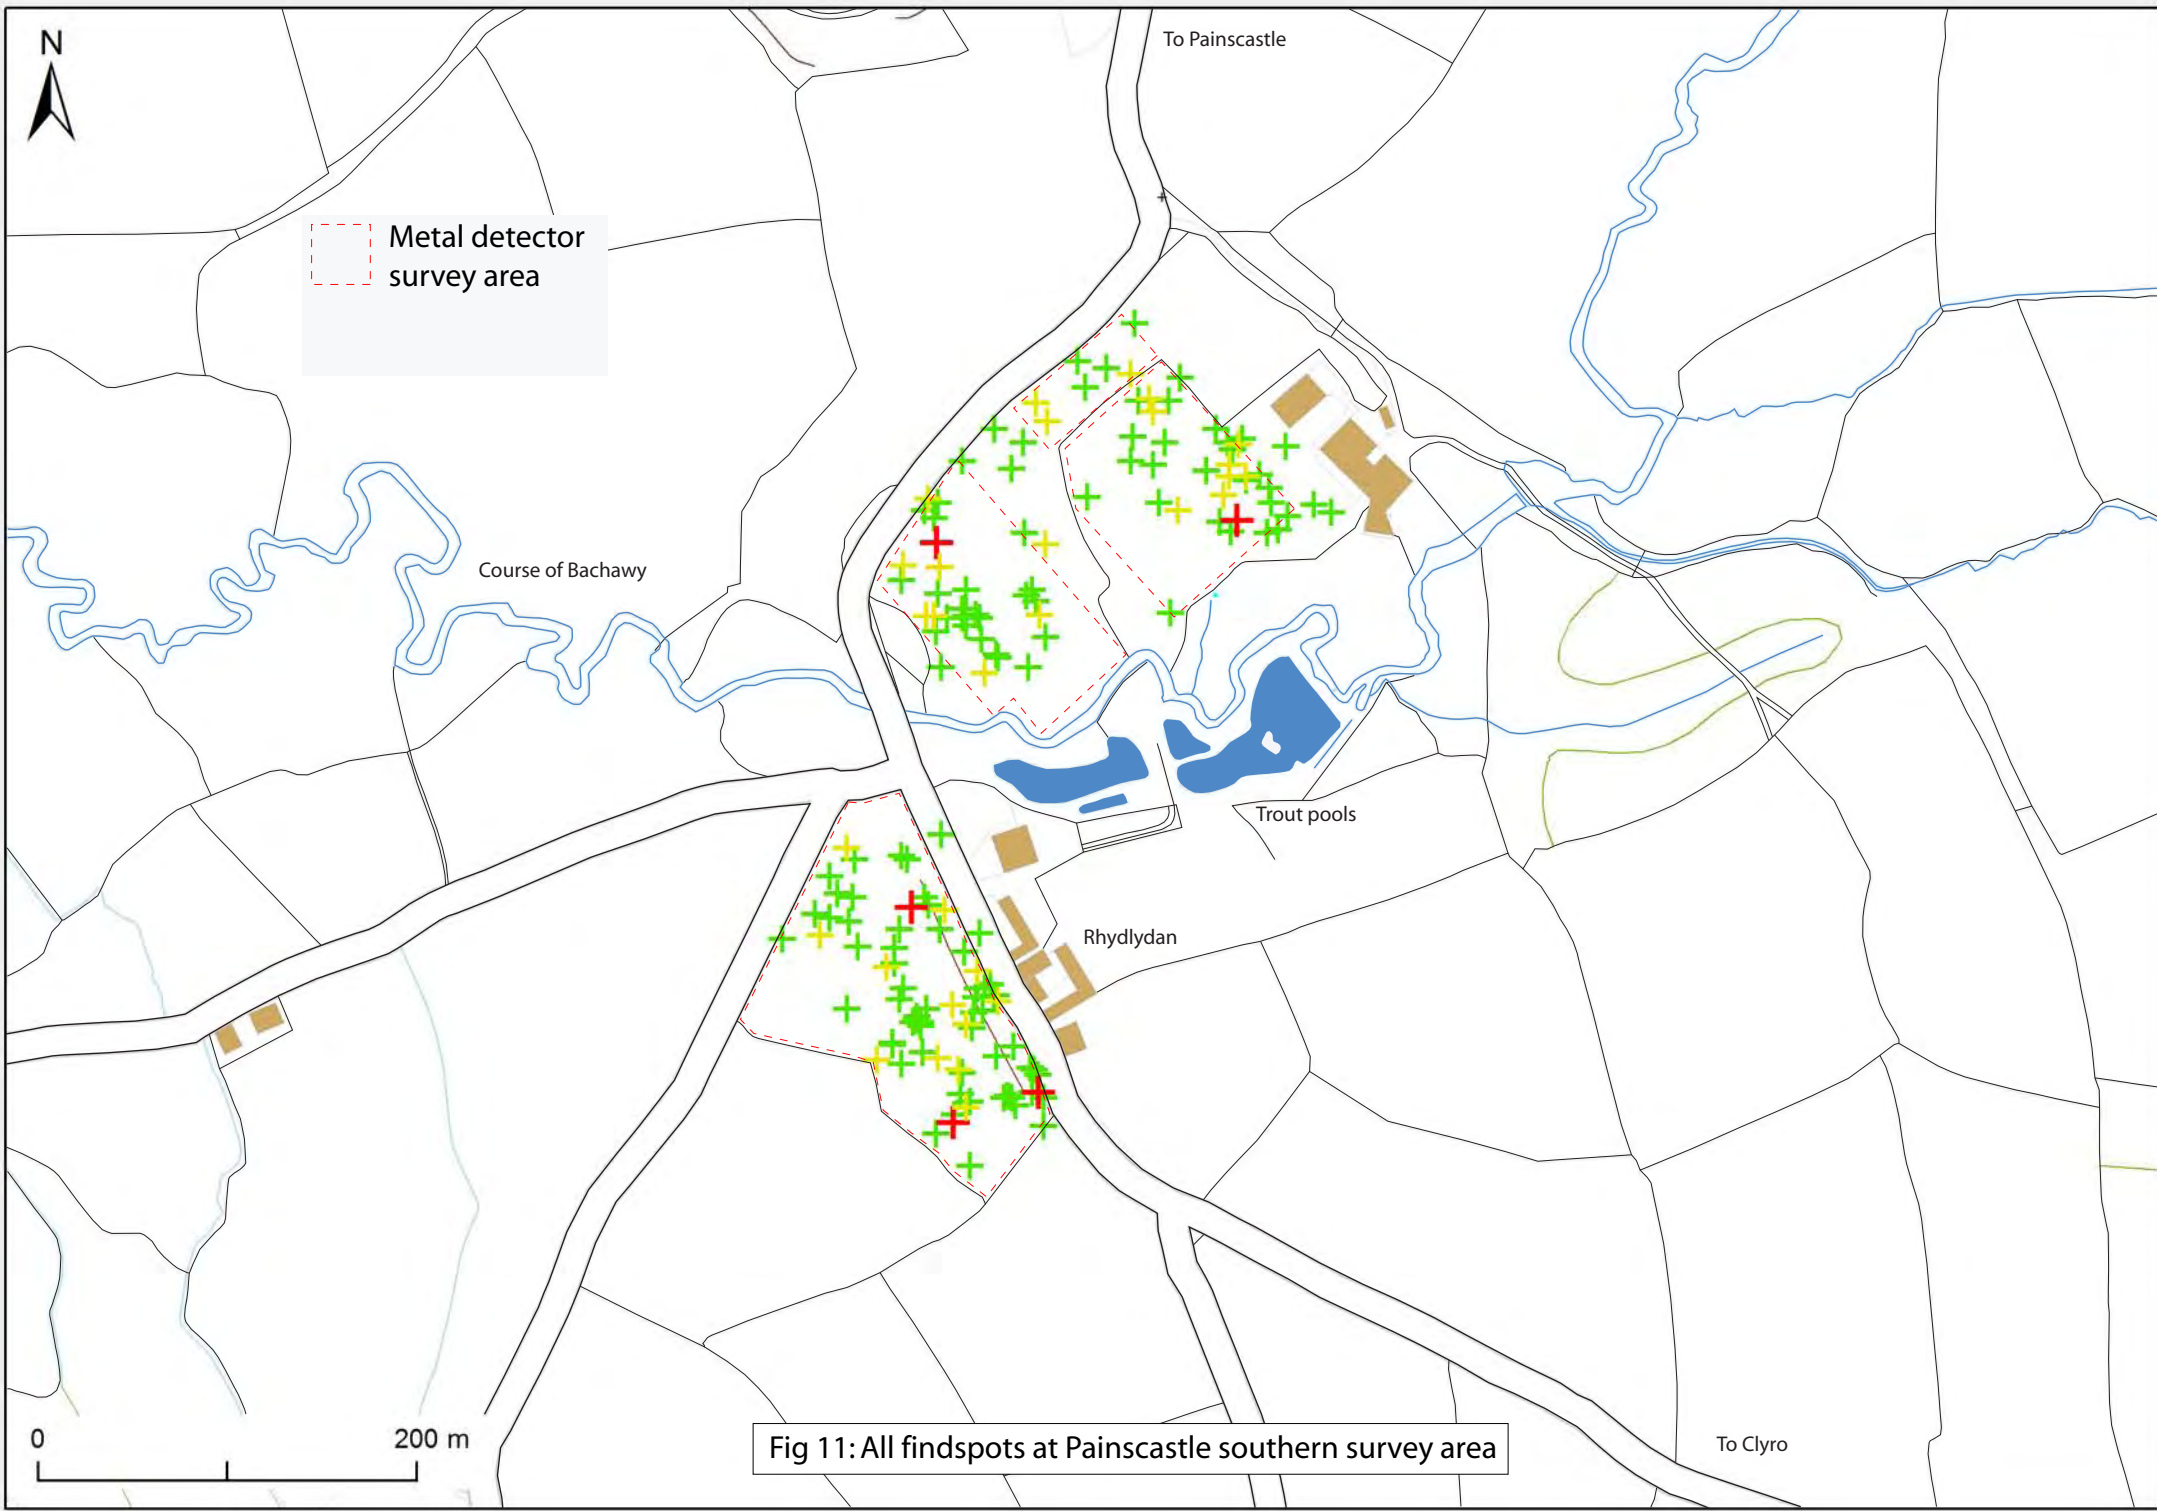 N
To Painscastle
Metal detector
survey area
Course of Bachawy
Trout pools
Rhydlydan
0
200 m
Fig 11: All findspots at Painscastle southern survey area
To Clyro